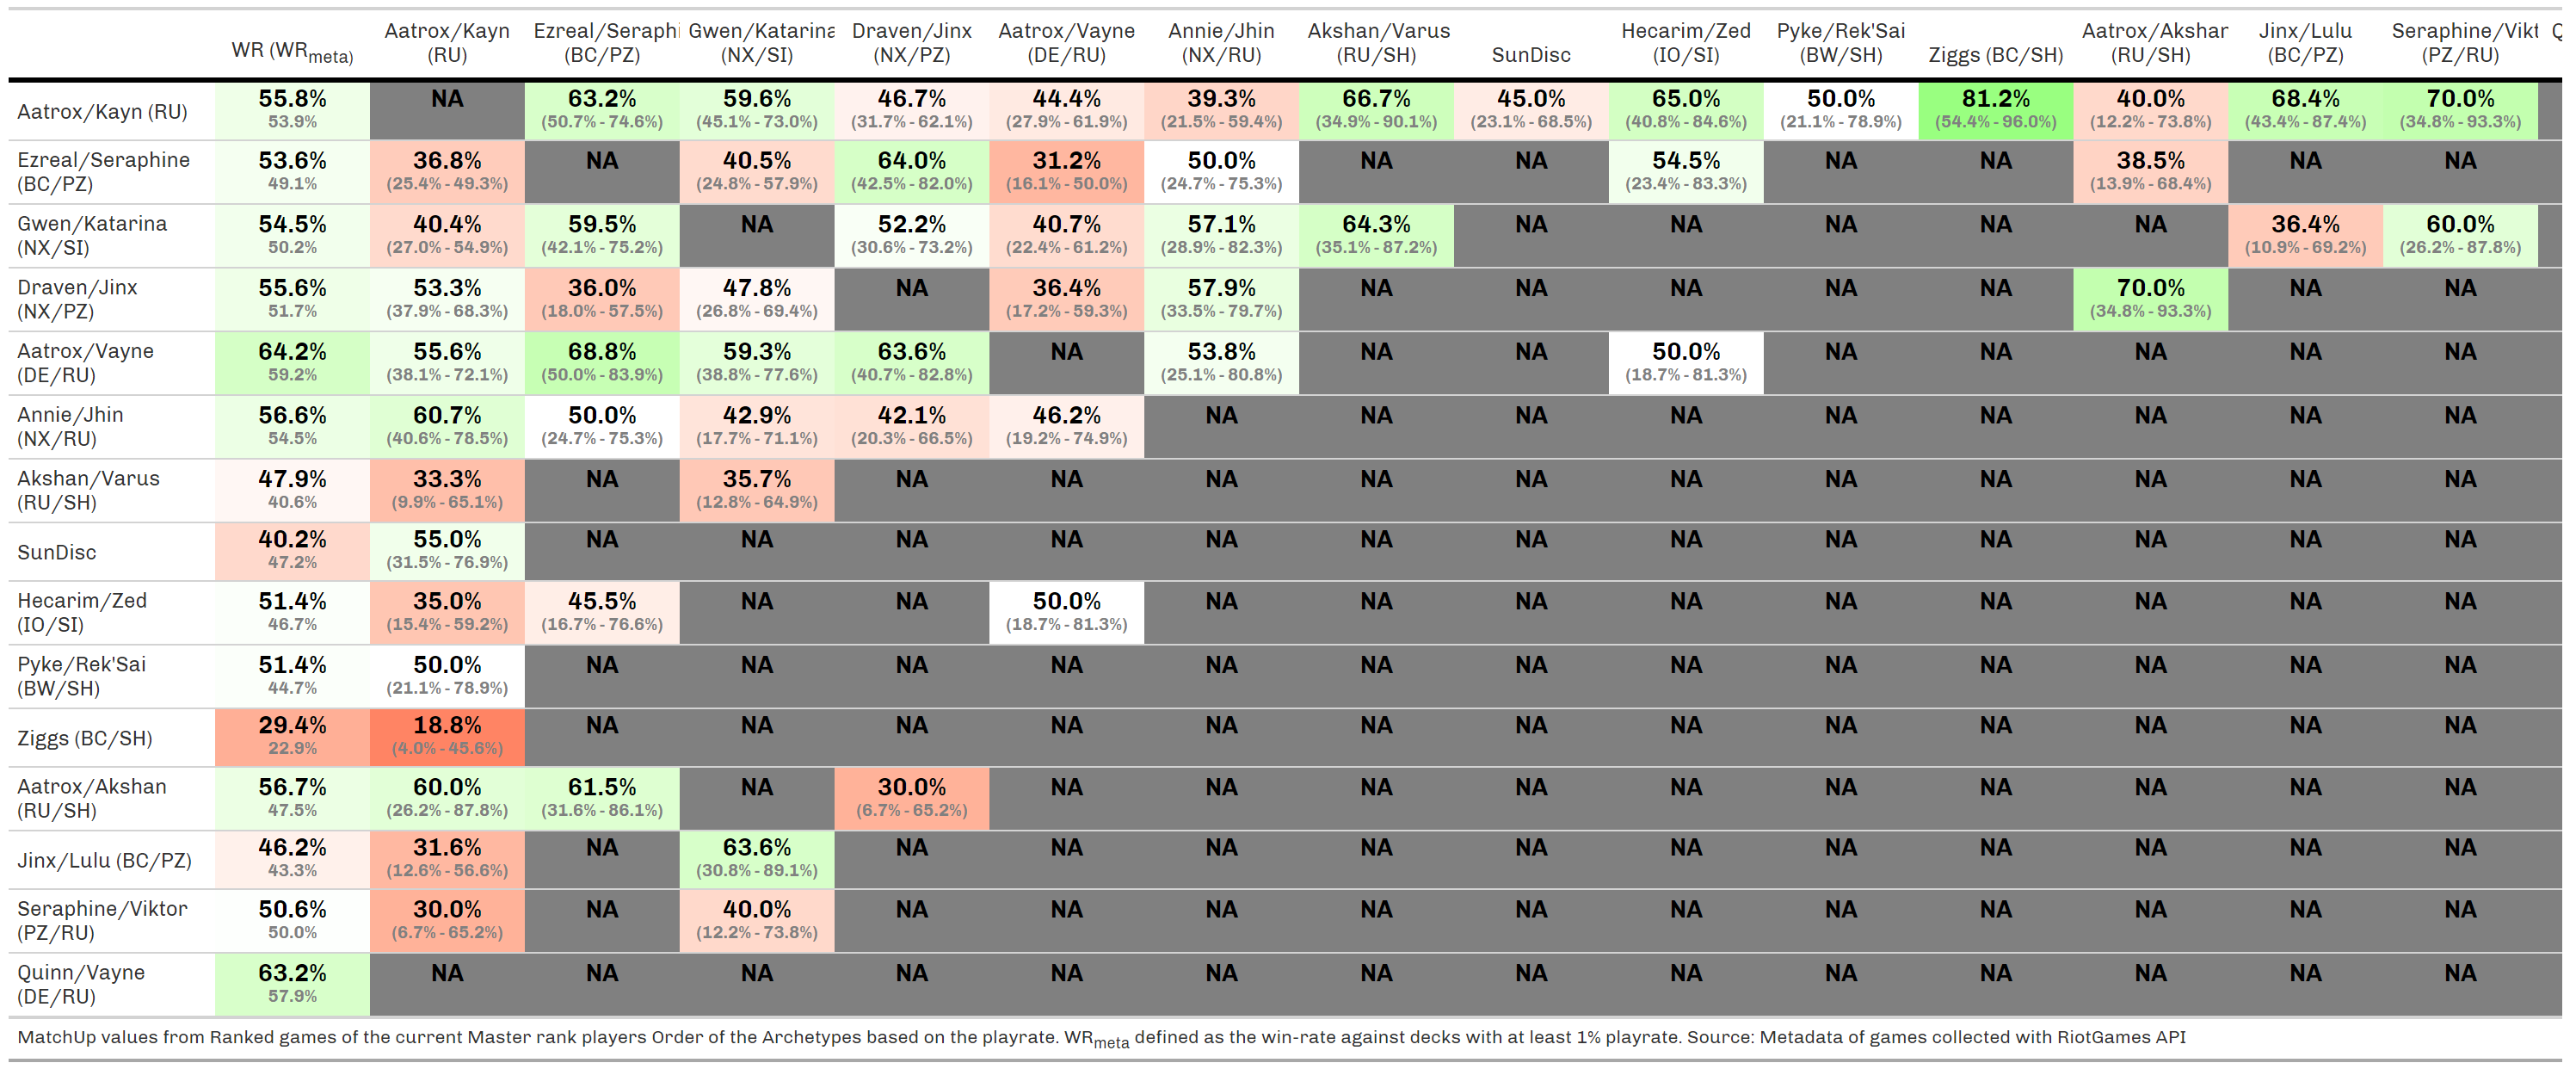 WR (WRmeta) Aatrox/Kayn (RU) Ezreal/Seraphi (BC/PZ) Gwen/Katarina (NX/SI) Draven/Jinx (NX/PZ) Aatrox/Vayne (DE/RU) Annie/Jhin (NX/RU) Akshan/Varus (RU/SH) SunDisc Hecarim/Zed (IO/SI) Pyke/Rek'Sai (BW/SH) Ziggs (BC/SH) Aatrox/Akshar (RU/SH) Jinx/Lulu (BC/PZ) Seraphine/Vikt (PZ/RU) Q
Aatrox/Kayn (RU) 55.8% 53.9% NA 63.2% (50.7% - 74.6%) 59.6% (45.1% - 73.0%) 46.7% (31.7% - 62.1%) 44.4% (27.9% - 61.9%) 39.3% (21.5% - 59.4%) 66.7% (34.9% - 90.1%) 45.0% (23.1% - 68.5%) 65.0% (40.8% - 84.6%) 50.0% (21.1% - 78.9%) 81.2% (54.4% - 96.0%) 40.0% (12.2% - 73.8%) 68.4% (43.4% - 87.4%) 70.0% (34.8% - 93.3%)
Ezreal/Seraphine (BC/PZ) 53.6% 49.1% 36.8% (25.4% - 49.3%) NA 40.5% (24.8% - 57.9%) 64.0% (42.5% - 82.0%) 31.2% (16.1% - 50.0%) 50.0% (24.7% - 75.3%) NA NA 54.5% (23.4% - 83.3%) NA NA 38.5% (13.9% - 68.4%) NA NA
Gwen/Katarina (NX/SI) 54.5% 50.2% 40.4% (27.0% - 54.9%) 59.5% (42.1% - 75.2%) NA 52.2% (30.6% - 73.2%) 40.7% (22.4% - 61.2%) 57.1% (28.9% - 82.3%) 64.3% (35.1% - 87.2%) NA NA NA NA NA 36.4% (10.9% - 69.2%) 60.0% (26.2% - 87.8%)
Draven/Jinx (NX/PZ) 55.6% 51.7% 53.3% (37.9% - 68.3%) 36.0% (18.0% - 57.5%) 47.8% (26.8% - 69.4%) NA 36.4% (17.2% - 59.3%) 57.9% (33.5% - 79.7%) NA NA NA NA NA 70.0% (34.8% - 93.3%) NA NA
Aatrox/Vayne (DE/RU) 64.2% 59.2% 55.6% (38.1% - 72.1%) 68.8% (50.0% - 83.9%) 59.3% (38.8% - 77.6%) 63.6% (40.7% - 82.8%) NA 53.8% (25.1% - 80.8%) NA NA 50.0% (18.7% - 81.3%) NA NA NA NA NA
Annie/Jhin (NX/RU) 56.6% 54.5% 60.7% (40.6% - 78.5%) 50.0% (24.7% - 75.3%) 42.9% (17.7% - 71.1%) 42.1% (20.3% - 66.5%) 46.2% (19.2% - 74.9%) NA NA NA NA NA NA NA NA NA
Akshan/Varus (RU/SH) 47.9% 40.6% 33.3% (9.9% - 65.1%) NA 35.7% (12.8% - 64.9%) NA NA NA NA NA NA NA NA NA NA NA
SunDisc 40.2% 47.2% 55.0% (31.5% - 76.9%) NA NA NA NA NA NA NA NA NA NA NA NA NA
Hecarim/Zed (IO/SI) 51.4% 46.7% 35.0% (15.4% - 59.2%) 45.5% (16.7% - 76.6%) NA NA 50.0% (18.7% - 81.3%) NA NA NA NA NA NA NA NA NA
Pyke/Rek'Sai (BW/SH) 51.4% 44.7% 50.0% (21.1% - 78.9%) NA NA NA NA NA NA NA NA NA NA NA NA NA
Ziggs (BC/SH) 29.4% 22.9% 18.8% (4.0% - 45.6%) NA NA NA NA NA NA NA NA NA NA NA NA NA
Aatrox/Akshan (RU/SH) 56.7% 47.5% 60.0% (26.2% - 87.8%) 61.5% (31.6% - 86.1%) NA 30.0% (6.7% - 65.2%) NA NA NA NA NA NA NA NA NA NA
Jinx/Lulu (BC/PZ) 46.2% 43.3% 31.6% (12.6% - 56.6%) NA 63.6% (30.8% - 89.1%) NA NA NA NA NA NA NA NA NA NA NA
Seraphine/Viktor (PZ/RU) 50.6% 50.0% 30.0% (6.7% - 65.2%) NA 40.0% (12.2% - 73.8%) NA NA NA NA NA NA NA NA NA NA NA
Quinn/Vayne (DE/RU) 63.2% 57.9% NA NA NA NA NA NA NA NA NA NA NA NA NA NA
MatchUp values from Ranked games of the current Master rank players Order of the Archetypes based on the playrate. WRmeta defined as the win-rate against decks with at least 1% playrate. Source: Metadata of games collected with RiotGames API